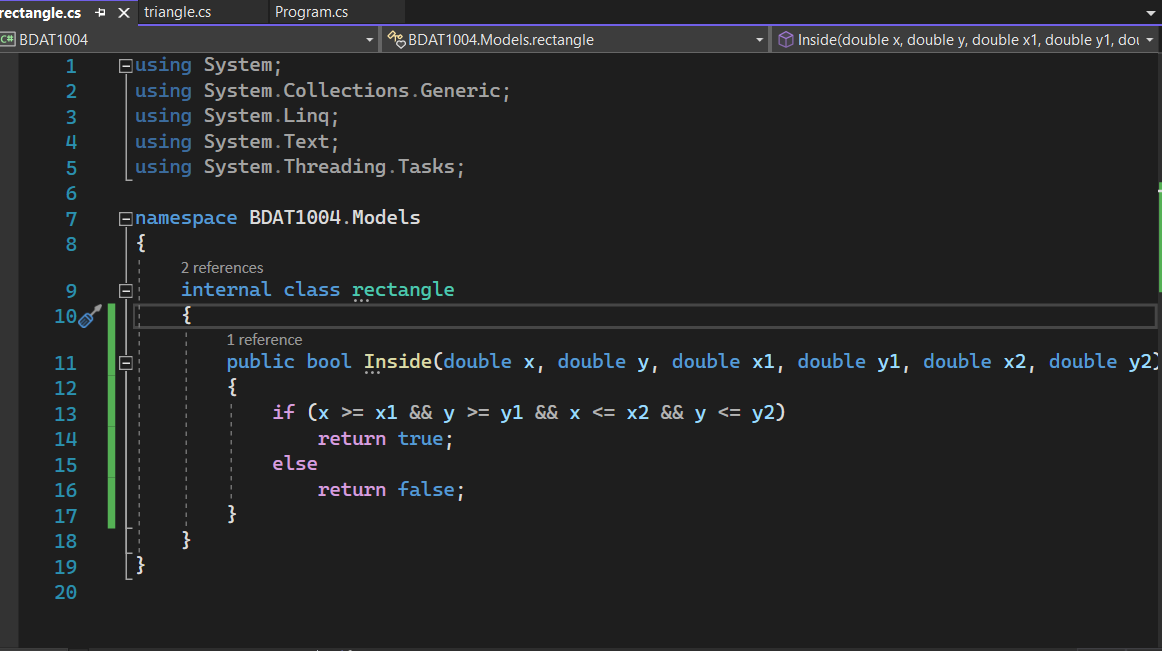 rectangle.cs
triangle.cs
Program.cs
C# BDAT1004
BDAT1004.Models.rectangle
Inside(double x, double y, double x1, double y1, dou
1 using System;
2 using System.Collections.Generic;
3 using System.Linq;
4 using System.Text;
5 using System.Threading.Tasks;
6
7 namespace BDAT1004.Models
8 {
2 references
9 internal class rectangle
10 {
1 reference
11 public bool Inside(double x, double y, double x1, double y1, double x2, double y2)
12 {
13 if (x >= x1 && y >= y1 && x <= x2 && y <= y2)
14 return true;
15 else
16 return false;
17 }
18 }
19 }
20